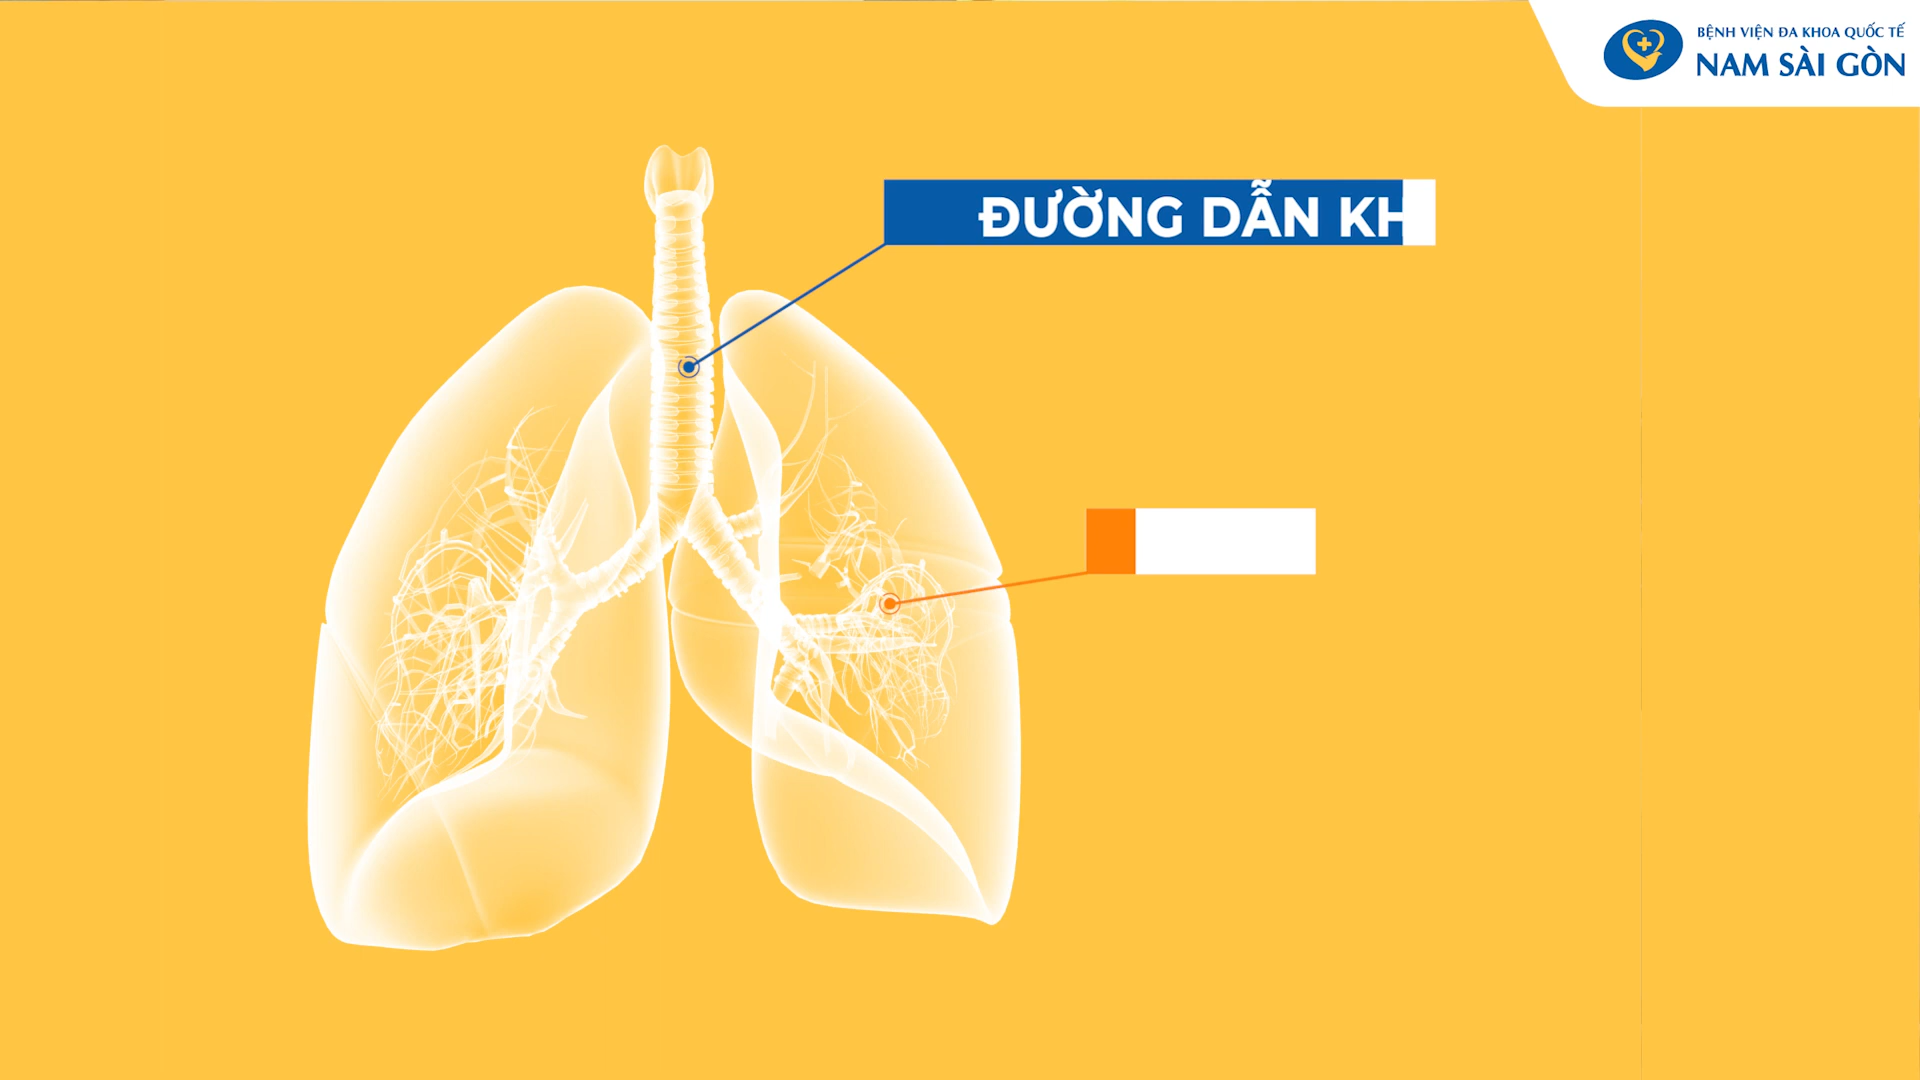 BỆNH VIỆN ĐA KHOA QUỐC TẾ
NAM SÀI GÒN
ĐƯỜNG DẪN KH